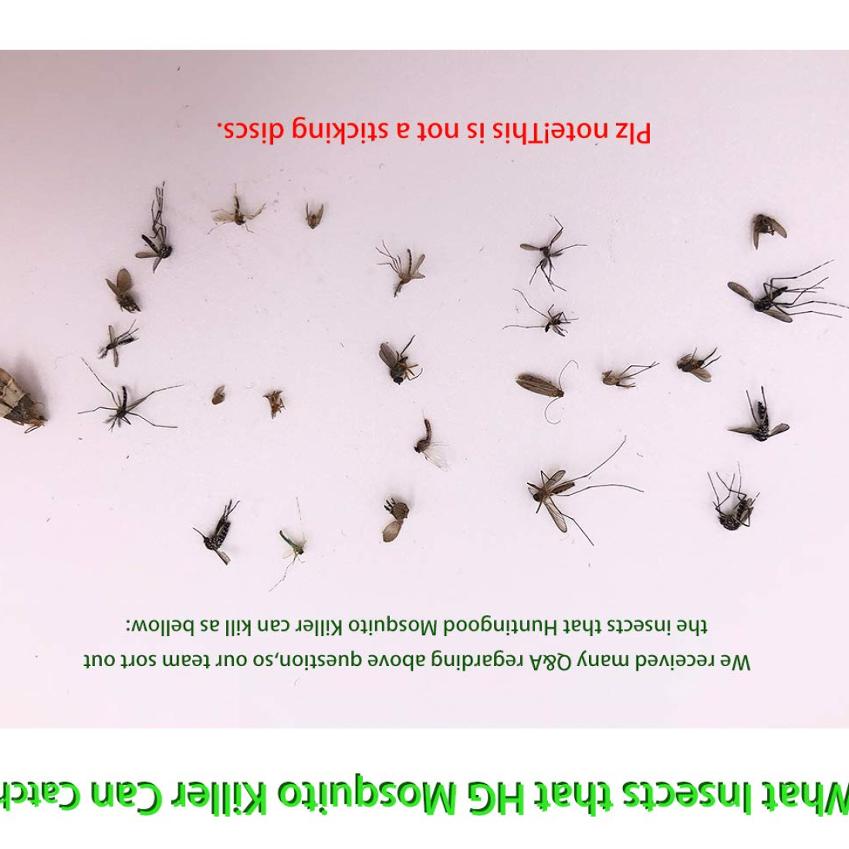 What Insects that HG Mosquito Killer Can Catch
We received many Q&A regarding above question,so our team sort out
the insects that Huntingood Mosquito Killer can kill as bellow:
Plz note!This is not a sticking discs.